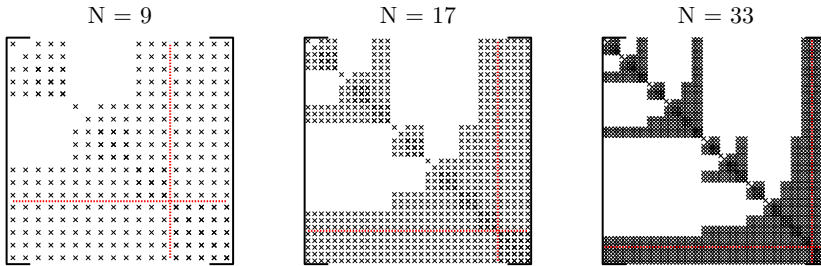 N = 9
N = 17
N = 33